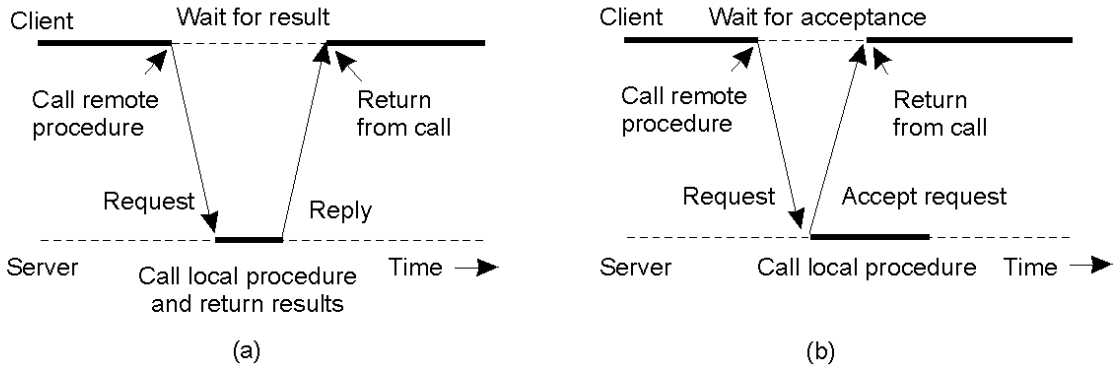 Client
Wait for result
Call remote
procedure
Return
from call
Request
Reply
Server
Call local procedure
and return results
Time
(a)
Client
Wait for acceptance
Call remote
procedure
Return
from call
Request
Accept request
Server
Call local procedure
Time
(b)